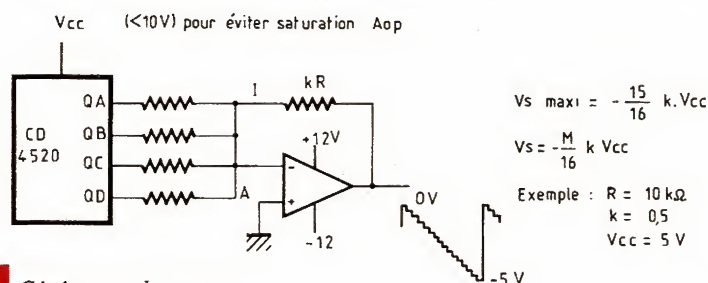 Vcc (<10V) pour éviter saturation Aop
QA
QB
QC
QD
CD
4520
I
kR
+12V
-
+
A
-12
0V
-5V
Vs maxi = - 15/16 k.Vcc
Vs = - M/16 k Vcc
Exemple : R = 10 kΩ
k = 0,5
Vcc = 5 V